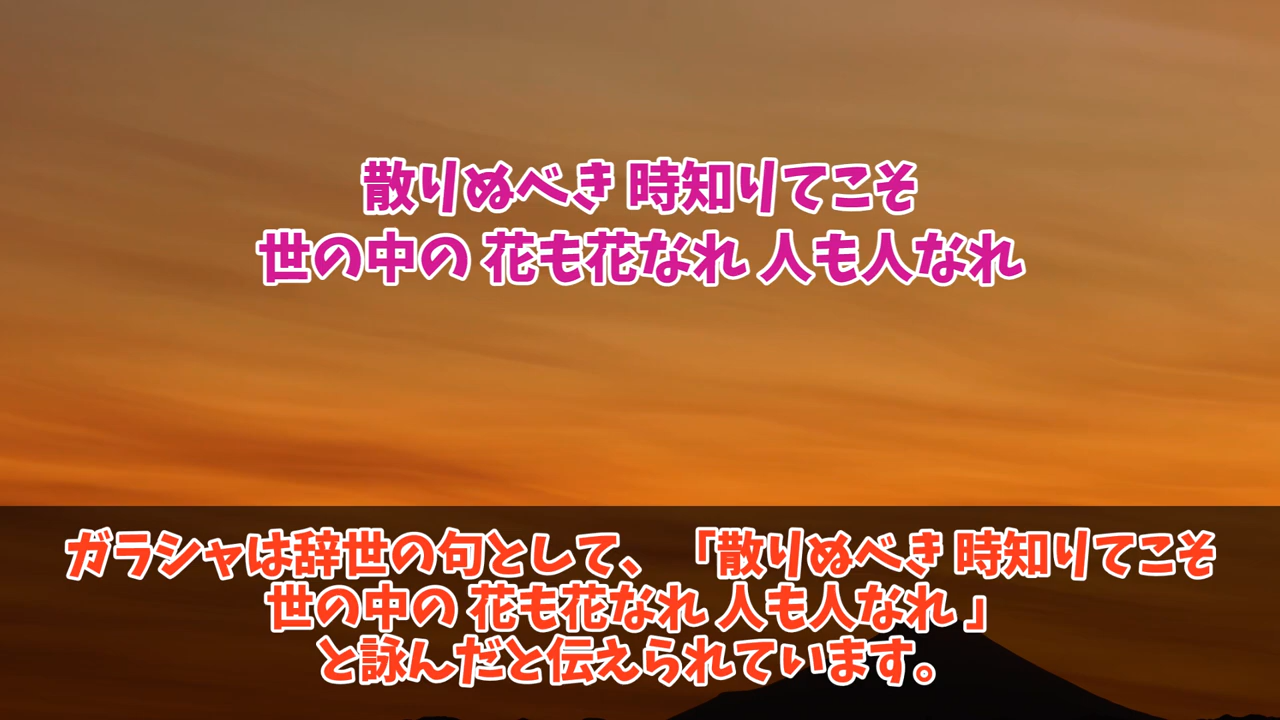 散りぬべき 時知りてこそ
世の中の 花も花なれ 人も人なれ
ガラシャは辞世の句として、「散りぬべき 時知りてこそ
世の中の 花も花なれ 人も人なれ」
と詠んだと伝えられています。